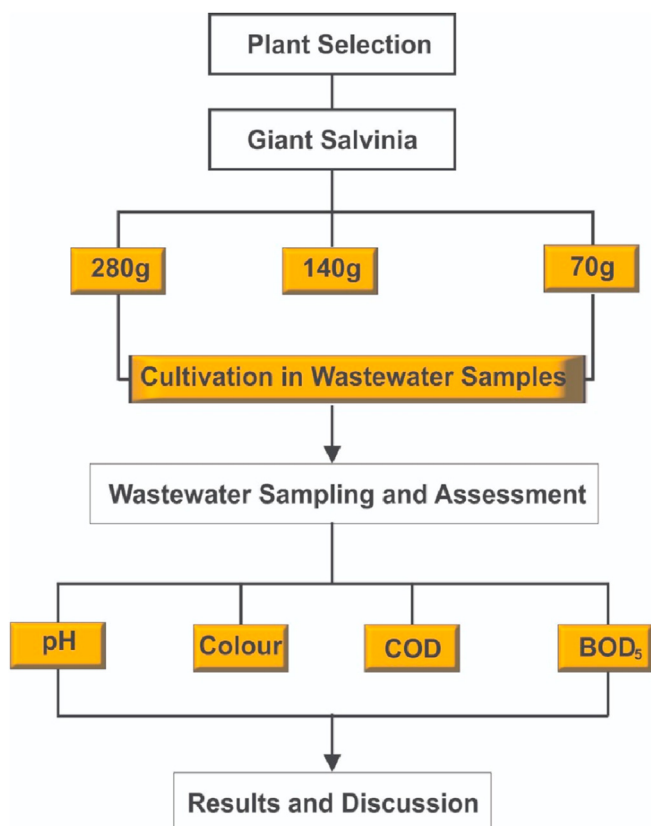 Plant Selection
Giant Salvinia
280g
140g
70g
Cultivation in Wastewater Samples
Wastewater Sampling and Assessment
pH
Colour
COD
BOD₅
Results and Discussion